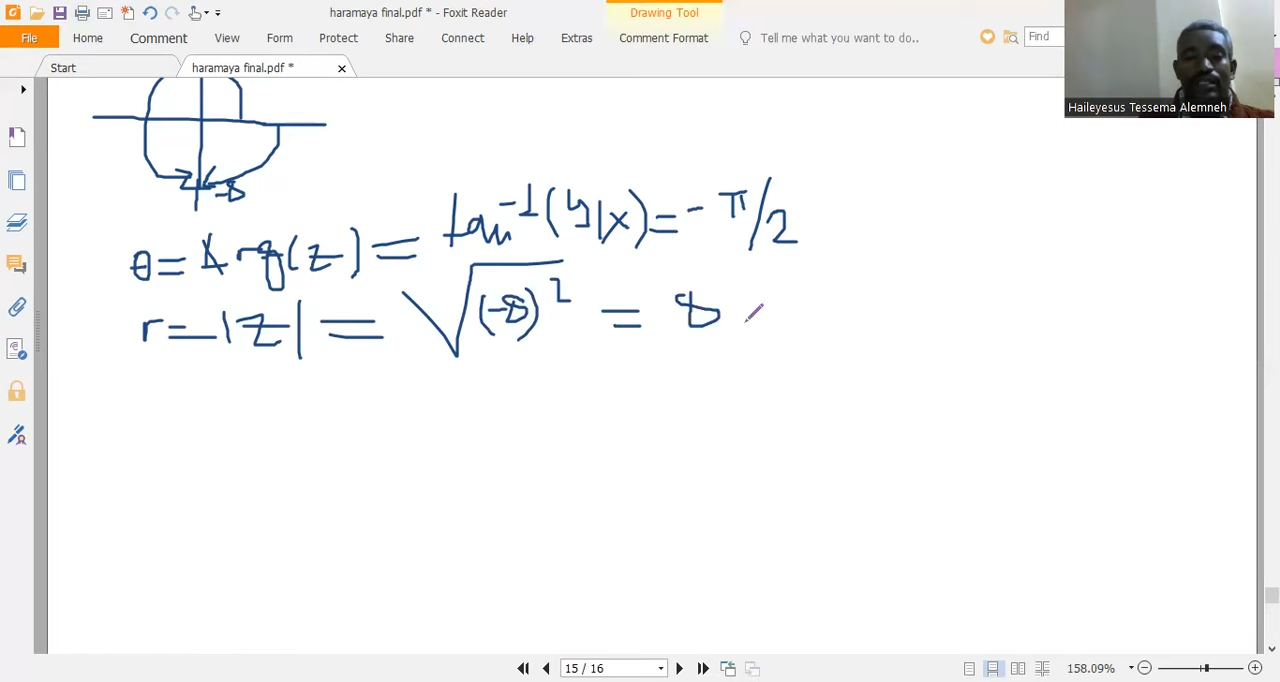 haramaya final.pdf * - Foxit Reader
Drawing Tool
File Home Comment View Form Protect Share Connect Help Extras Comment Format Tell me what you want to do.. Find
Start haramaya final.pdf *
Haileyesus Tessema Alemneh
-8
θ = Arg(z) = tan⁻¹(y|x) = - π/2
r = |z| = √(-8)² = 8
15 / 16
158.09%